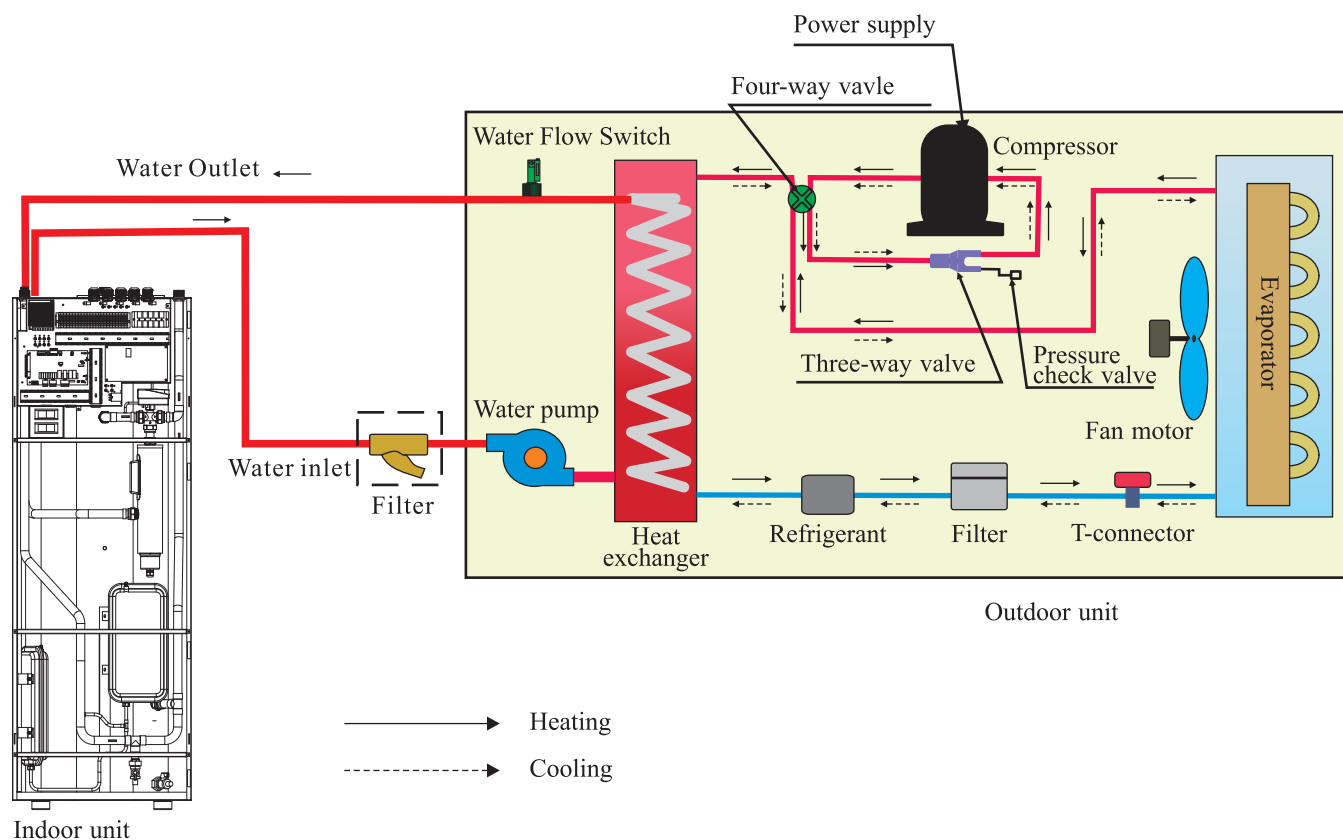 Power supply
Four-way vavle
Water Flow Switch
Compressor
Water Outlet
Evaporator
Three-way valve
Pressure
check valve
Fan motor
Water pump
Water inlet
Filter
Heat
exchanger
Refrigerant
Filter
T-connector
Outdoor unit
Heating
Cooling
Indoor unit